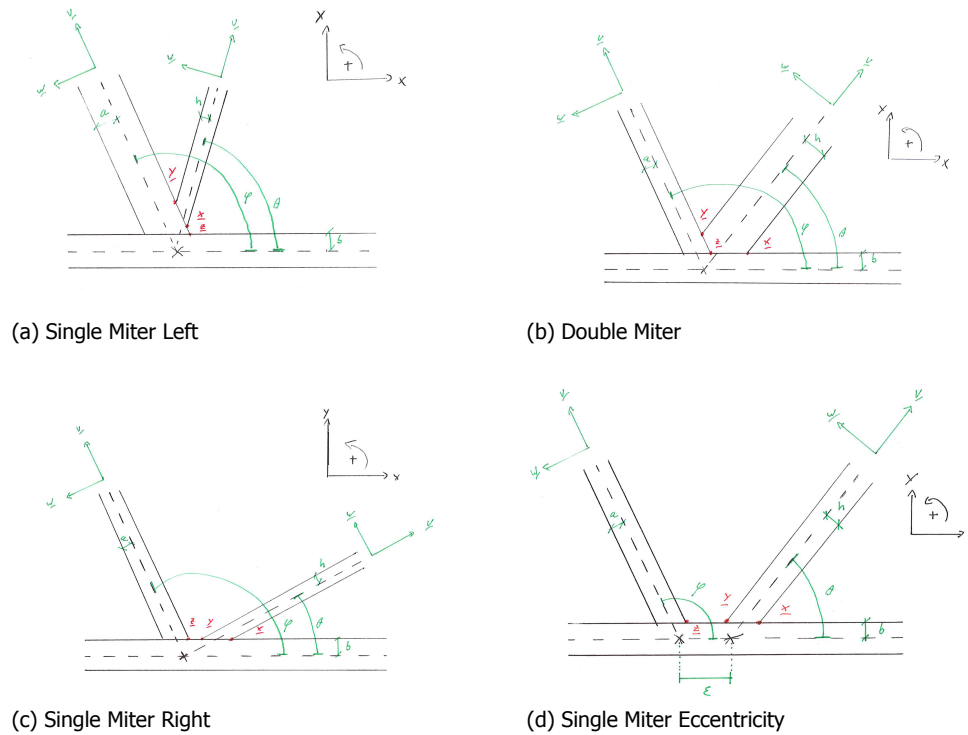 v
w
v
w
a
h
Y
X
Z
φ
θ
b
X
X
+
(a) Single Miter Left
v
w
w
v
a
h
Y
Z
X
φ
θ
b
X
X
+
(b) Double Miter
v
w
w
v
a
h
Z
Y
X
φ
θ
b
Y
X
+
(c) Single Miter Right
v
w
w
v
a
h
φ
Y
Z
X
θ
b
ε
X
+
(d) Single Miter Eccentricity